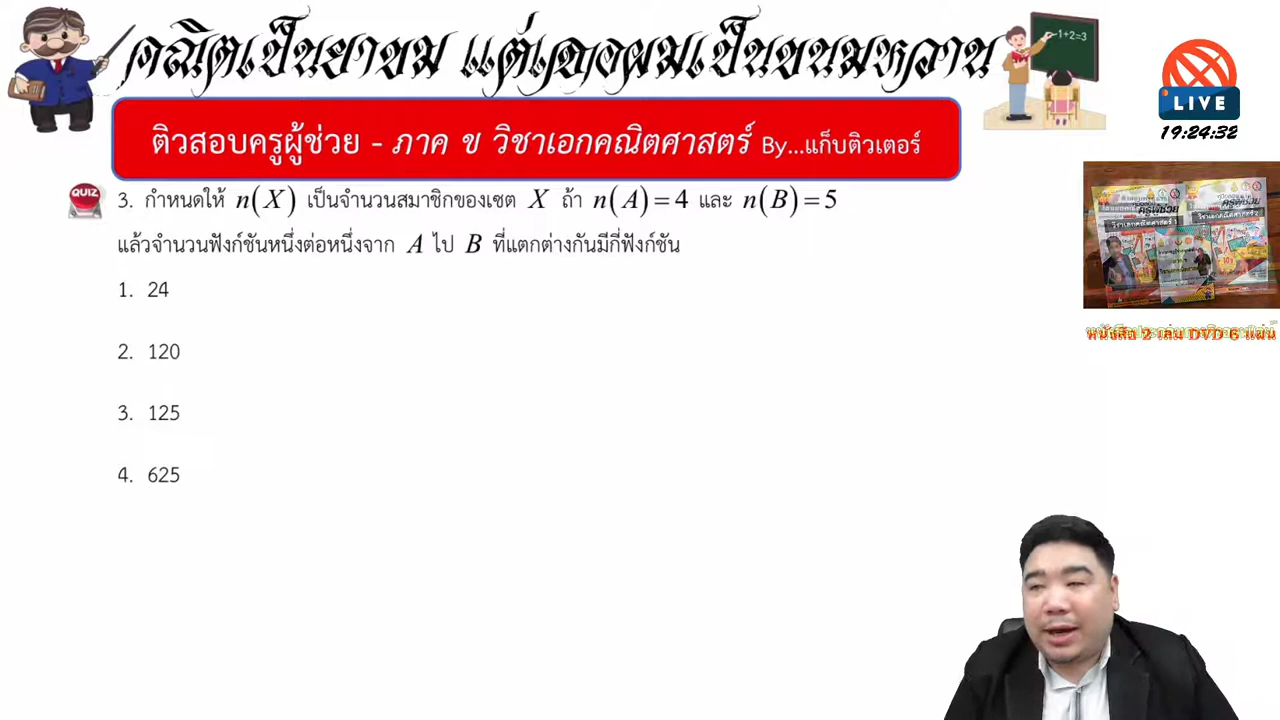 คณิตเป็นยาขม แต่เธอผมเป็นขนมหวาน
1+2=3
LIVE
19:24:32
ติวสอบครูผู้ช่วย - ภาค ข วิชาเอกคณิตศาสตร์ By...แก็บติวเตอร์
QUIZ
3. กำหนดให้ n(X) เป็นจำนวนสมาชิกของเซต X ถ้า n(A)=4 และ n(B)=5
แล้วจำนวนฟังก์ชันหนึ่งต่อหนึ่งจาก A ไป B ที่แตกต่างกันมีกี่ฟังก์ชัน
1. 24
2. 120
3. 125
4. 625
หนังสือ 2 เล่ม DVD 6 แผ่น